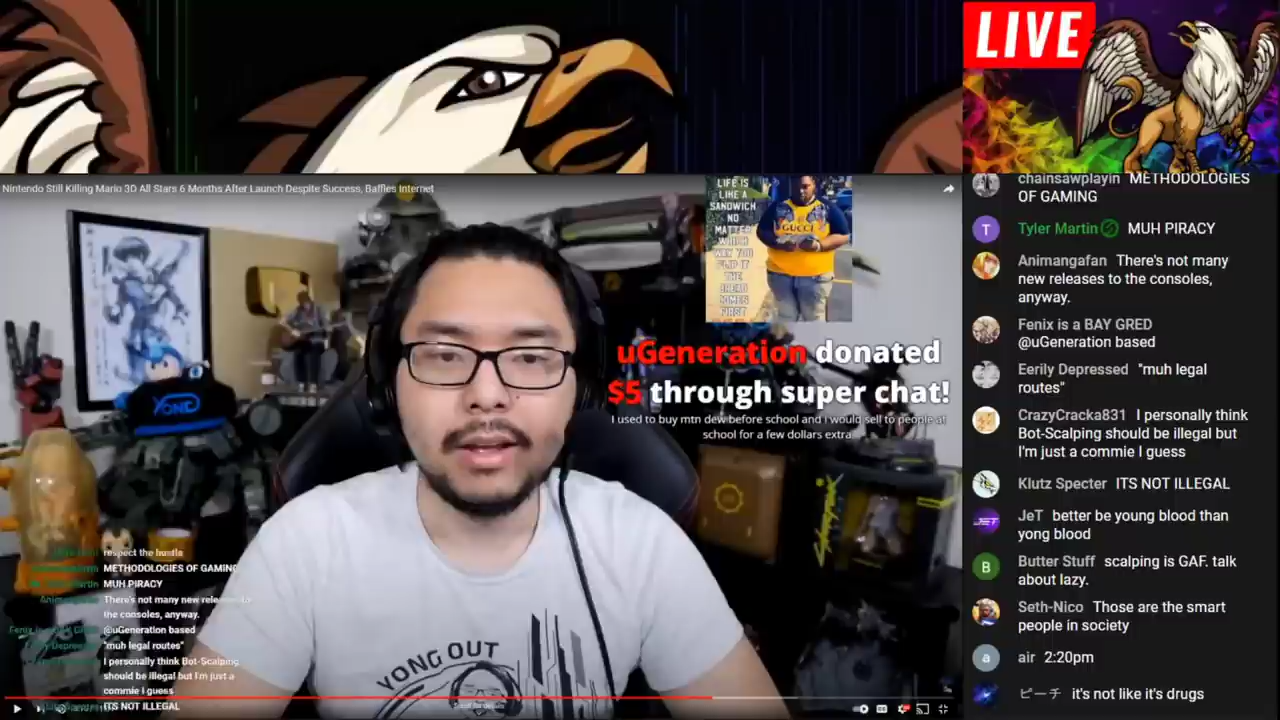 LIVE
Nintendo Still Killing Mario 3D All Stars 6 Months After Launch Despite Success, Baffles Internet
LIFE IS
LIKE A
SANDWICH
NO
MATTER
WHICH
WAY YOU
FLIP IT
THE
BREAD
COMES
FIRST
GUCCI
uGeneration donated
$5 through super chat!
I used to buy mtn dew before school and i would sell to people at
school for a few dollars extra
YONG
YONG OUT
respect the hustle
METHODOLOGIES OF GAMING
MUH PIRACY
There's not many new releases to
the consoles, anyway.
@uGeneration based
"muh legal routes"
I personally think Bot-Scalping
should be illegal but I'm just a
commie I guess
ITS NOT ILLEGAL
Scroll for details
chainsawplayin METHODOLOGIES
OF GAMING
T
Tyler Martin MUH PIRACY
Animangafan There's not many
new releases to the consoles,
anyway.
Fenix is a BAY GRED
@uGeneration based
Eerily Depressed "muh legal
routes"
CrazyCracka831 I personally think
Bot-Scalping should be illegal but
I'm just a commie I guess
Klutz Specter ITS NOT ILLEGAL
JET
JeT better be young blood than
yong blood
B
Butter Stuff scalping is GAF. talk
about lazy.
Seth-Nico Those are the smart
people in society
a
air 2:20pm
ピーチ it's not like it's drugs